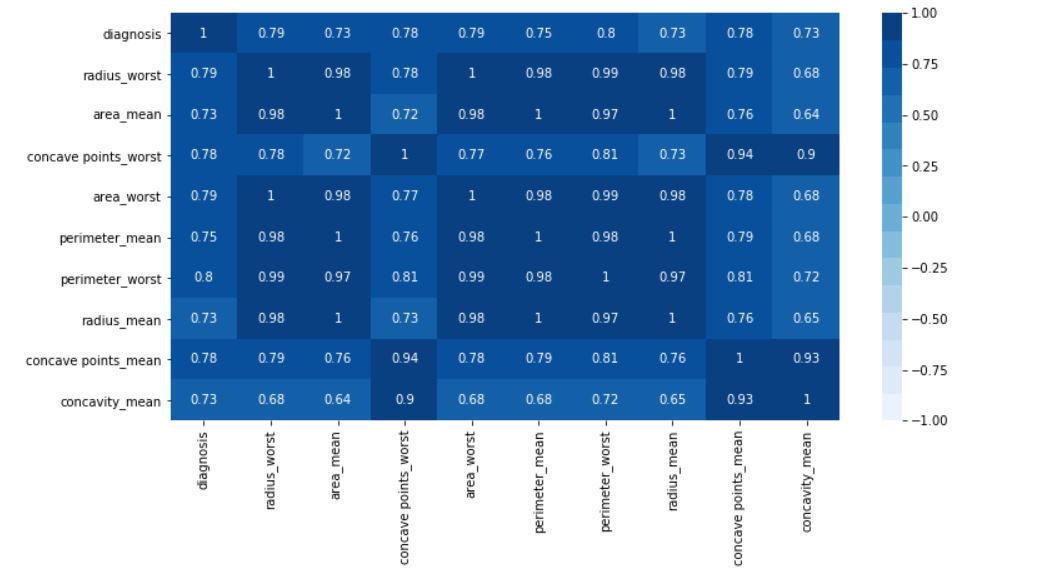 diagnosis 1 0.79 0.73 0.78 0.79 0.75 0.8 0.73 0.78 0.73
radius_worst 0.79 1 0.98 0.78 1 0.98 0.99 0.98 0.79 0.68
area_mean 0.73 0.98 1 0.72 0.98 1 0.97 1 0.76 0.64
concave points_worst 0.78 0.78 0.72 1 0.77 0.76 0.81 0.73 0.94 0.9
area_worst 0.79 1 0.98 0.77 1 0.98 0.99 0.98 0.78 0.68
perimeter_mean 0.75 0.98 1 0.76 0.98 1 0.98 1 0.79 0.68
perimeter_worst 0.8 0.99 0.97 0.81 0.99 0.98 1 0.97 0.81 0.72
radius_mean 0.73 0.98 1 0.73 0.98 1 0.97 1 0.76 0.65
concave points_mean 0.78 0.79 0.76 0.94 0.78 0.79 0.81 0.76 1 0.93
concavity_mean 0.73 0.68 0.64 0.9 0.68 0.68 0.72 0.65 0.93 1
diagnosis
radius_worst
area_mean
concave points_worst
area_worst
perimeter_mean
perimeter_worst
radius_mean
concave points_mean
concavity_mean
1.00
0.75
0.50
0.25
0.00
−0.25
−0.50
−0.75
−1.00